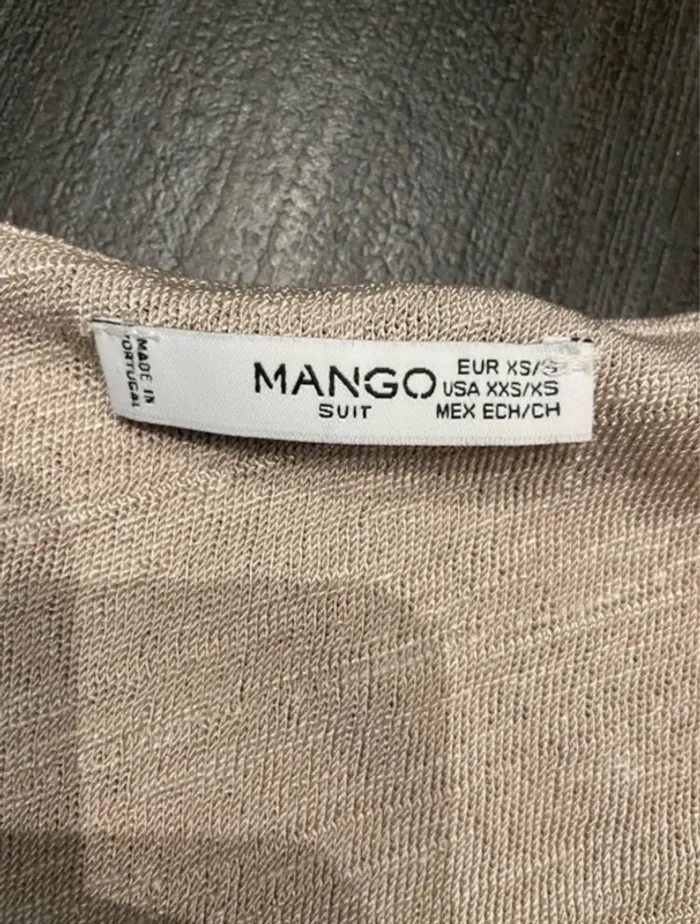 MADE IN
PORTUGAL
MANGO
SUIT
EUR XS/S
USA XXS/XS
MEX ECH/CH